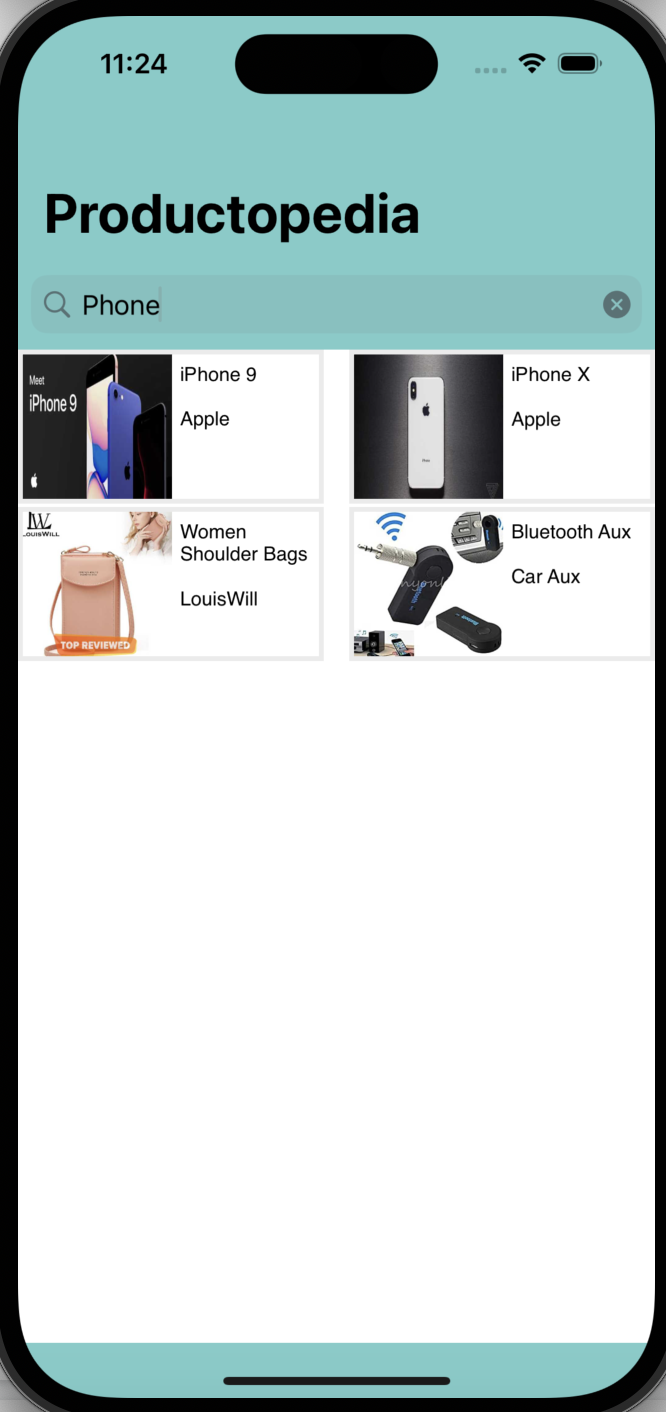 11:24
Productopedia
Phone
Meet
iPhone 9
iPhone 9
Apple
iPhone X
Apple
LW
LOUISWILL
TOP REVIEWED
Women
Shoulder Bags
LouisWill
Bluetooth Aux
Car Aux